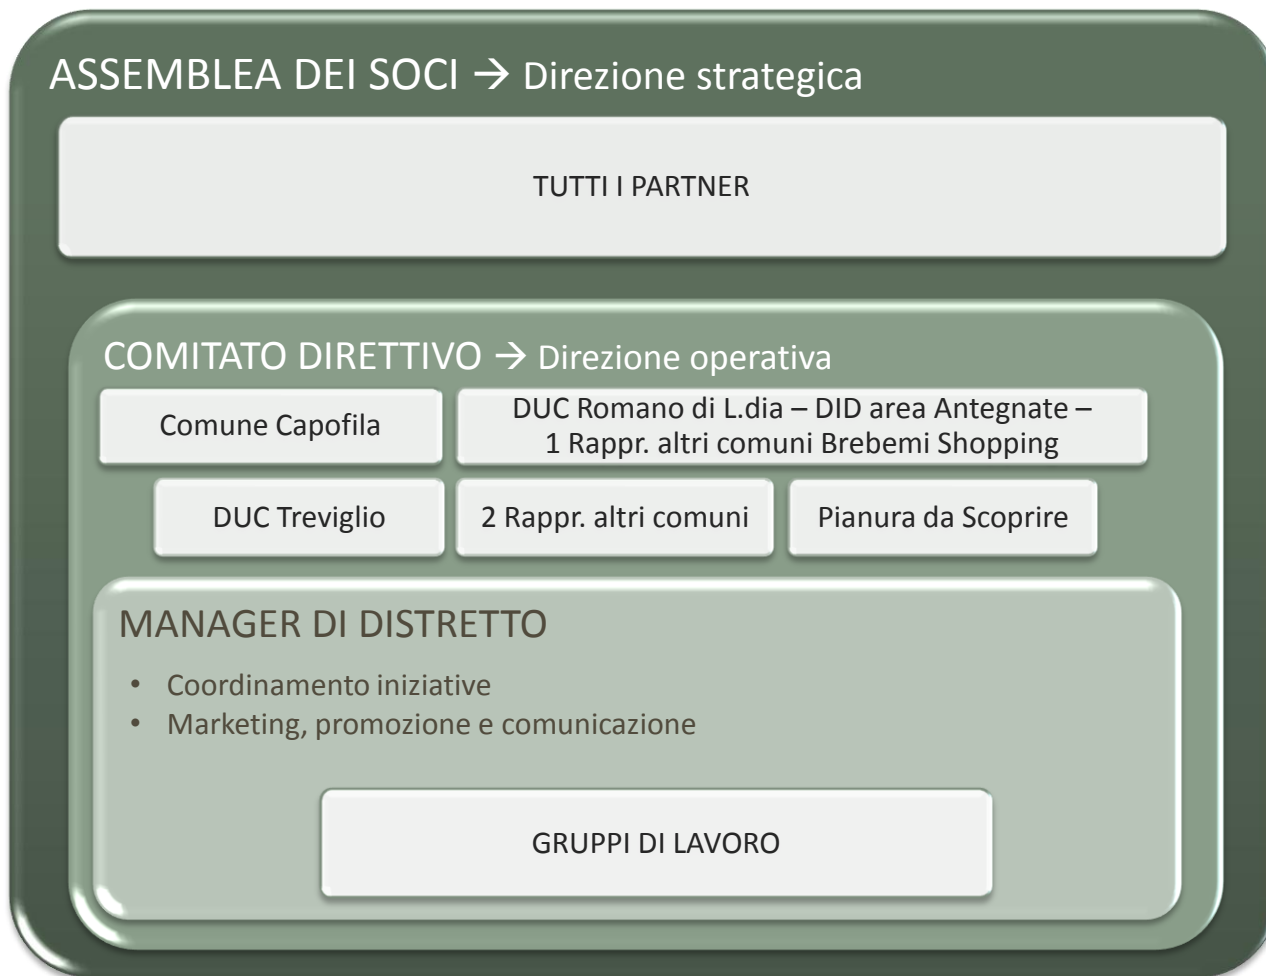 ASSEMBLEA DEI SOCI → Direzione strategica
TUTTI I PARTNER
COMITATO DIRETTIVO → Direzione operativa
Comune Capofila
DUC Romano di L.dia – DID area Antegnate –
1 Rappr. altri comuni Brebemi Shopping
DUC Treviglio
2 Rappr. altri comuni
Pianura da Scoprire
MANAGER DI DISTRETTO
• Coordinamento iniziative
• Marketing, promozione e comunicazione
GRUPPI DI LAVORO